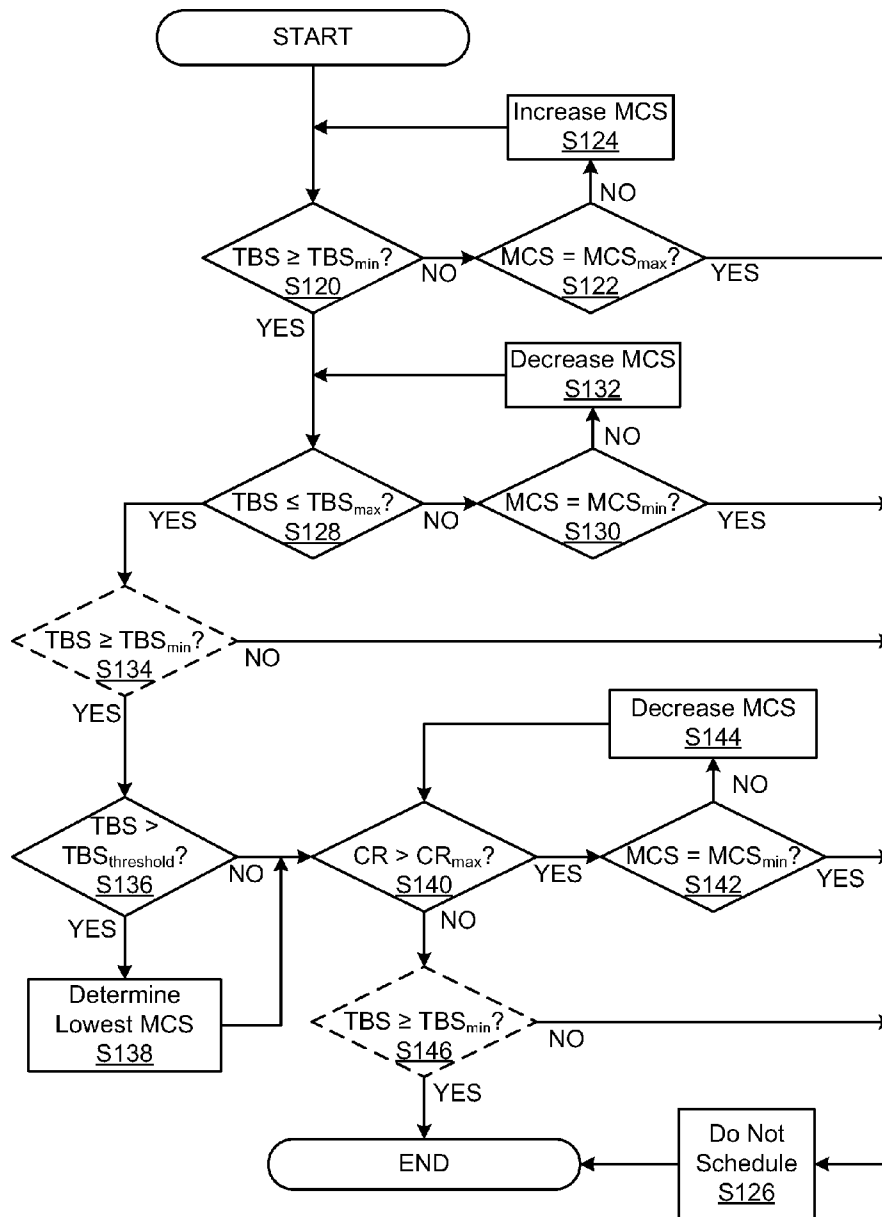 START
Increase MCS
S124
NO
TBS ≥ TBSmin?
S120
NO
MCS = MCSmax?
S122
YES
YES
Decrease MCS
S132
NO
TBS ≤ TBSmax?
S128
YES
NO
MCS = MCSmin?
S130
YES
TBS ≥ TBSmin?
S134
NO
YES
Decrease MCS
S144
NO
TBS >
TBSthreshold?
S136
NO
YES
CR > CRmax?
S140
YES
NO
MCS = MCSmin?
S142
YES
Determine
Lowest MCS
S138
TBS ≥ TBSmin?
S146
NO
YES
Do Not
Schedule
S126
END